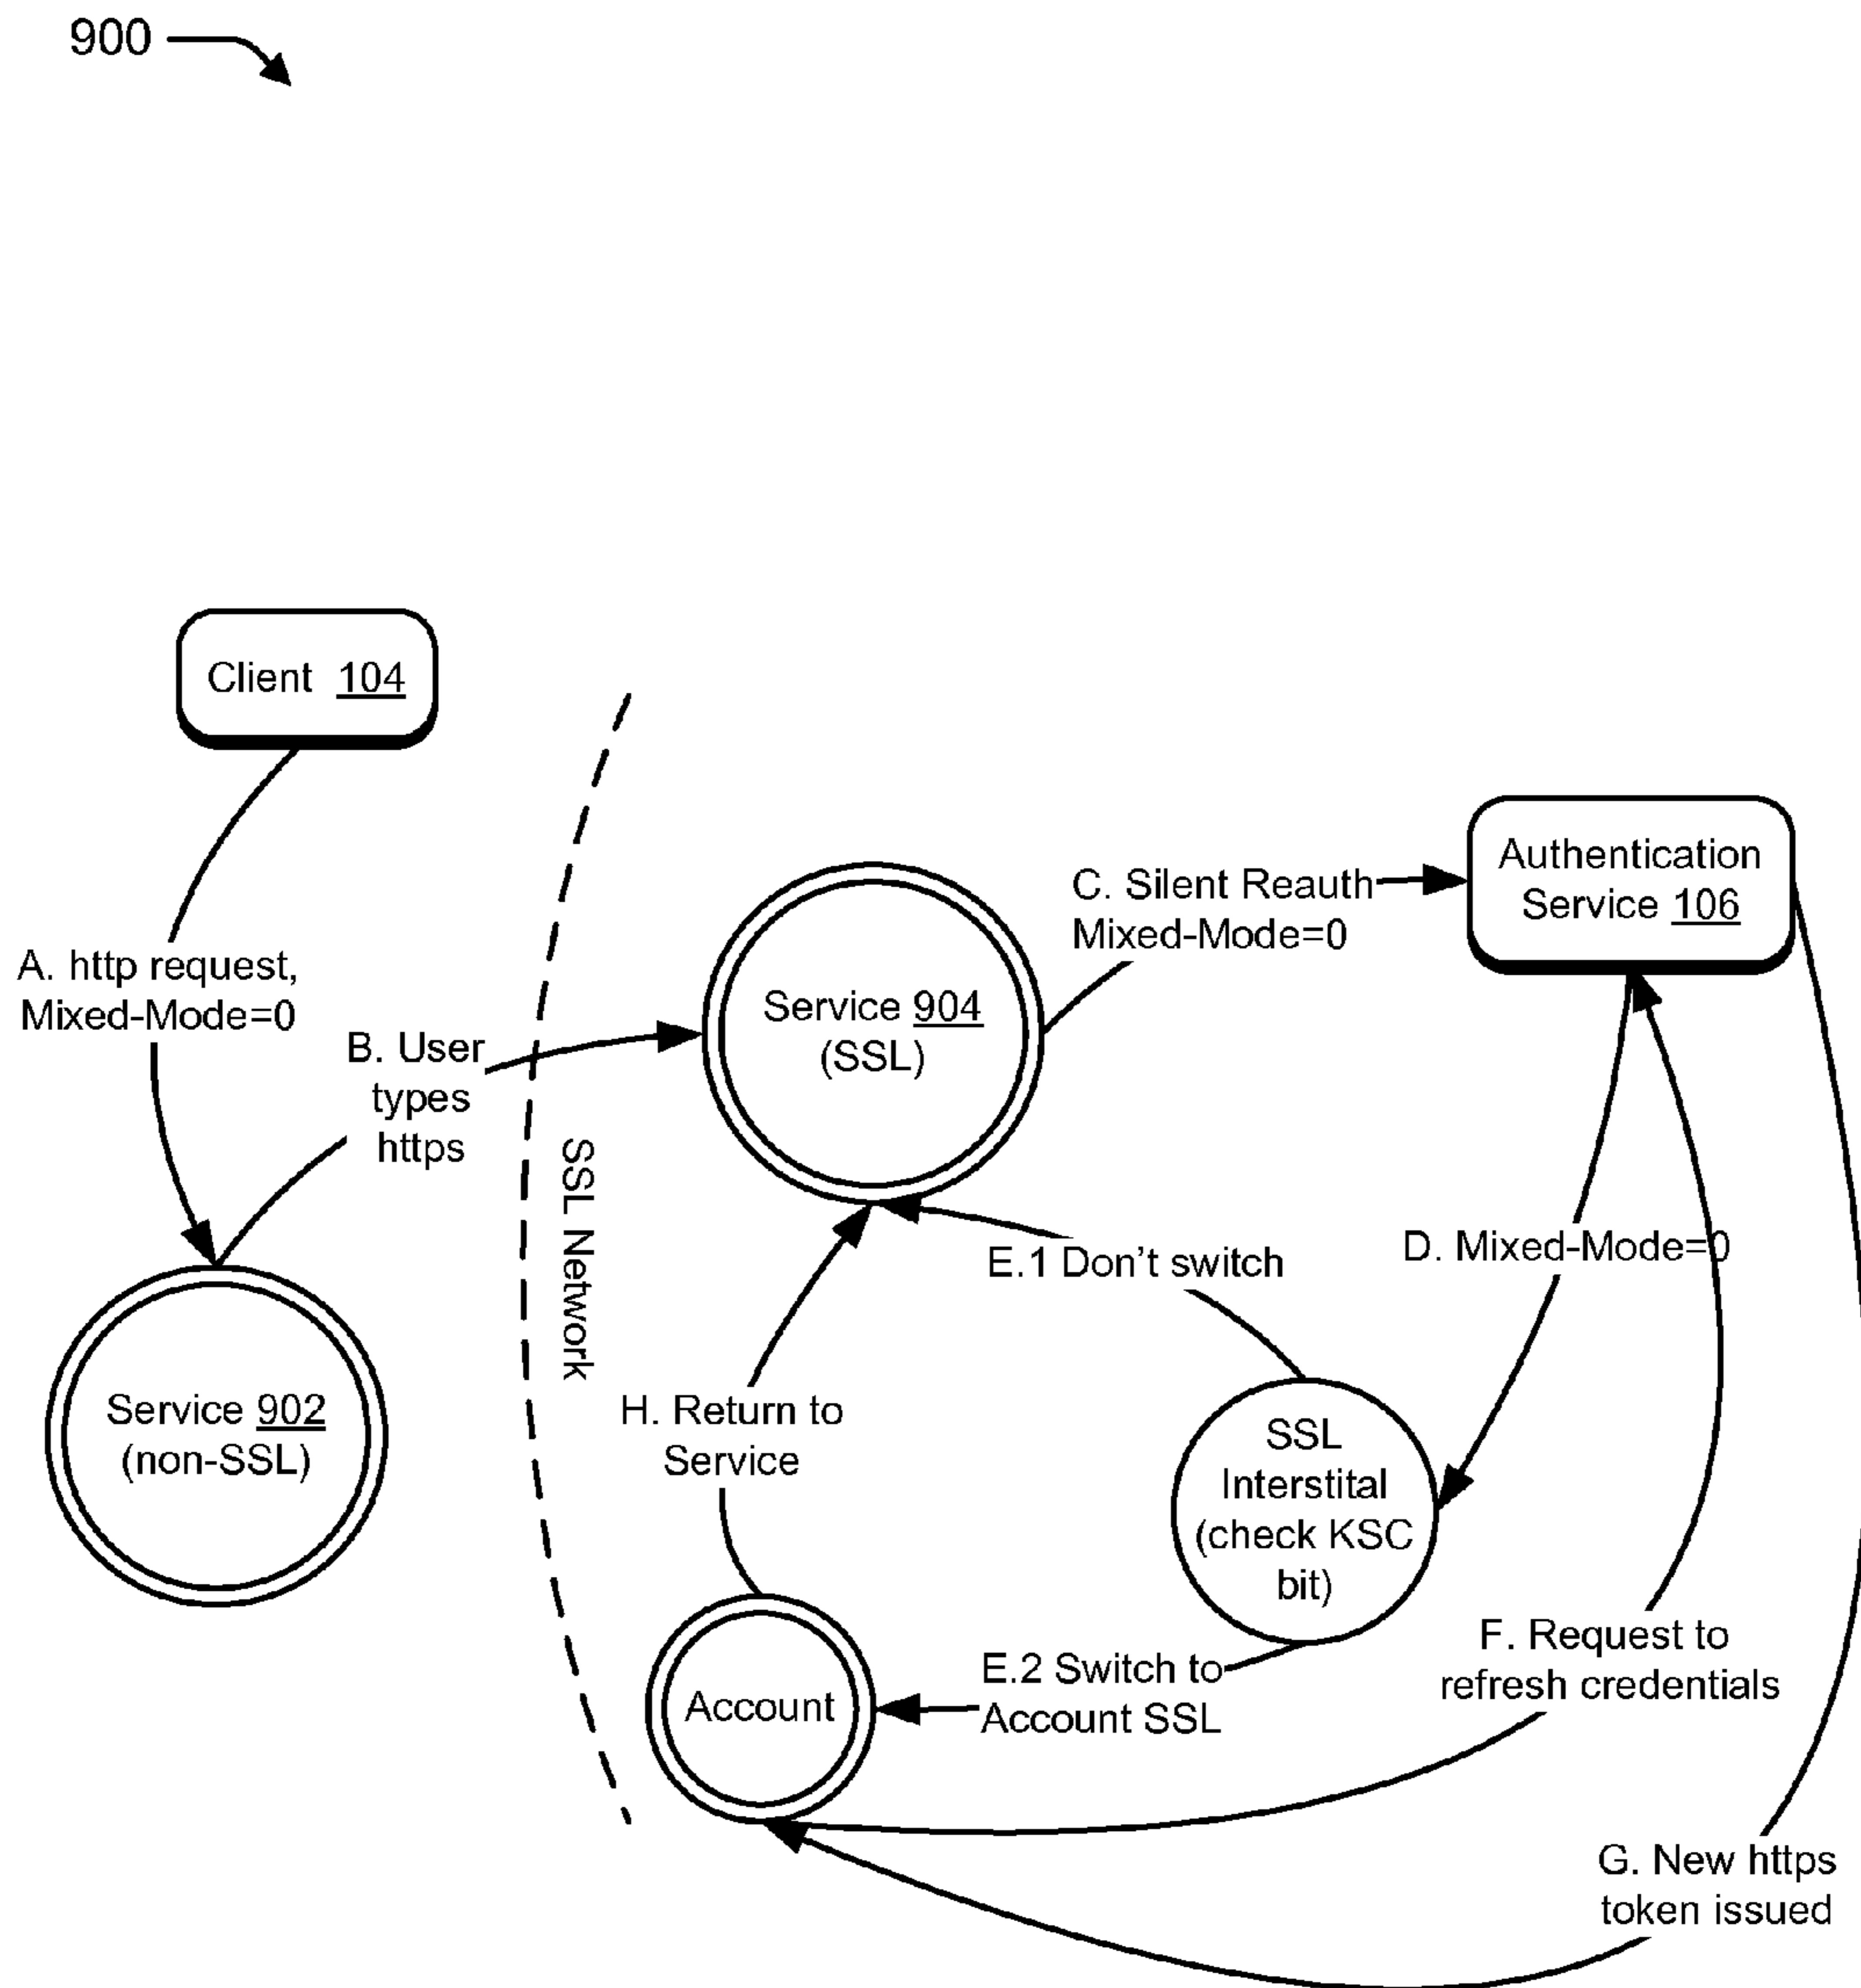 900
Client 104
A. http request,
Mixed-Mode=0
B. User
types
https
Service 902
(non-SSL)
SSL Network
Service 904
(SSL)
C. Silent Reauth
Mixed-Mode=0
Authentication
Service 106
D. Mixed-Mode=0
E.1 Don't switch
SSL
Interstital
(check KSC
bit)
E.2 Switch to
Account SSL
Account
F. Request to
refresh credentials
G. New https
token issued
H. Return to
Service